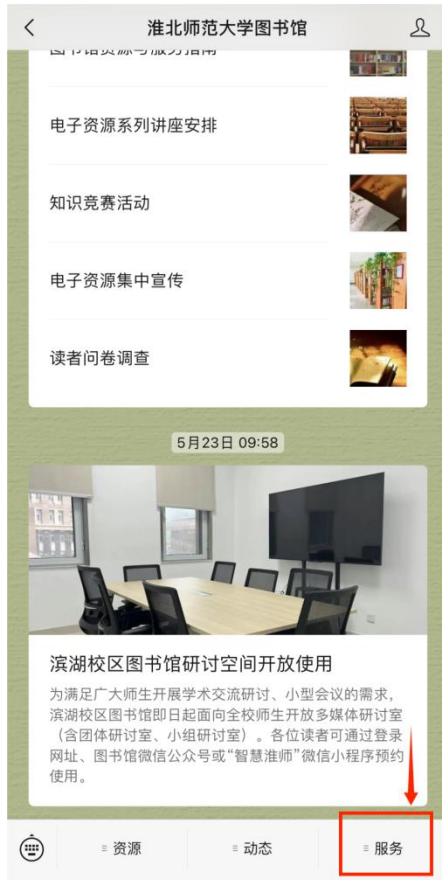 淮北师范大学图书馆
电子资源系列讲座安排
知识竞赛活动
电子资源集中宣传
读者问卷调查
5月23日 09:58
滨湖校区图书馆研讨空间开放使用
为满足广大师生开展学术交流研讨、小型会议的需求，
滨湖校区图书馆即日起面向全校师生开放多媒体研讨室
（含团体研讨室、小组研讨室）。各位读者可通过登录
网址、图书馆微信公众号或“智慧淮师”微信小程序预约
使用。
资源
动态
服务